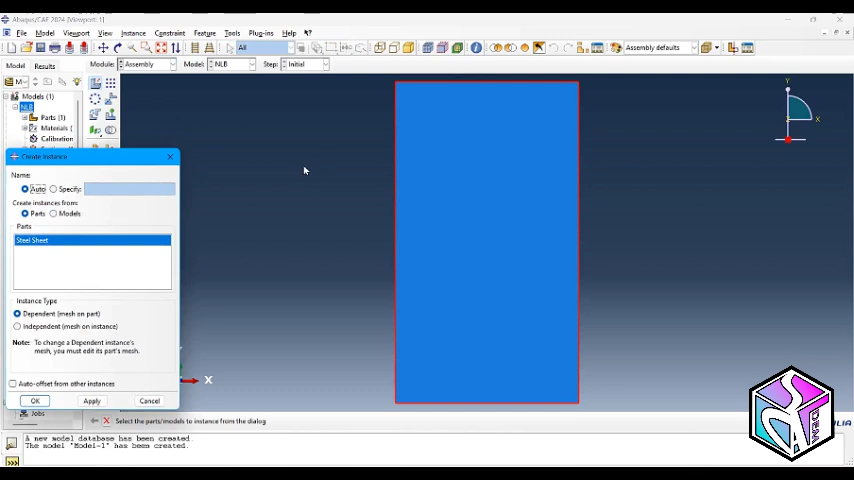 Abaqus/CAE 2024 [Viewport: 1]
File Model Viewport View Instance Constraint Feature Tools Plug-ins Help
All
Assembly defaults
Model Results
Module: Assembly Model: NLB Step: Initial
Models (1)
NLB
Parts (1)
Materials (
Calibration
Create Instance
Name:
Auto Specify:
Create instances from:
Parts Models
Parts
Steel Sheet
Instance Type
Dependent (mesh on part)
Independent (mesh on instance)
Note: To change a Dependent instance's
mesh, you must edit its part's mesh.
Auto-offset from other instances
OK Apply Cancel
Jobs
Y
X
X
Select the parts/models to instance from the dialog
A new model database has been created.
The model "Model-1" has been created.